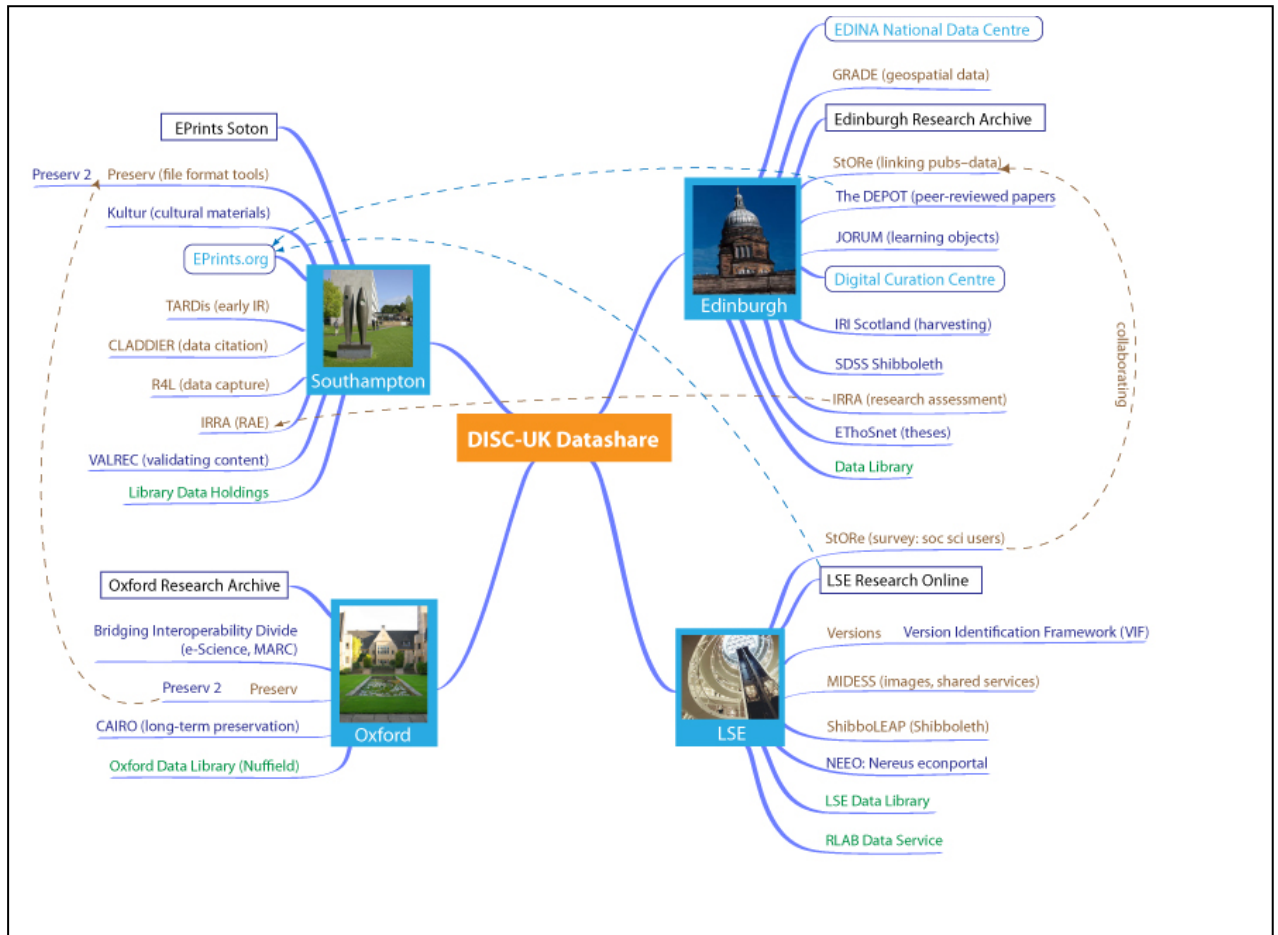 EDINA National Data Centre
GRADE (geospatial data)
Edinburgh Research Archive
StORe (linking pubs–data)
The DEPOT (peer-reviewed papers
JORUM (learning objects)
Digital Curation Centre
IRI Scotland (harvesting)
SDSS Shibboleth
IRRA (research assessment)
EThoSnet (theses)
Data Library
Edinburgh
EPrints Soton
Preserv 2 Preserv (file format tools)
Kultur (cultural materials)
EPrints.org
TARDis (early IR)
CLADDIER (data citation)
R4L (data capture)
IRRA (RAE)
VALREC (validating content)
Library Data Holdings
Southampton
DISC-UK Datashare
collaborating
Oxford Research Archive
Bridging Interoperability Divide
(e-Science, MARC)
Preserv 2 Preserv
CAIRO (long-term preservation)
Oxford Data Library (Nuffield)
Oxford
StORe (survey: soc sci users)
LSE Research Online
Versions Version Identification Framework (VIF)
MIDESS (images, shared services)
ShibboLEAP (Shibboleth)
NEEO: Nereus econportal
LSE Data Library
RLAB Data Service
LSE